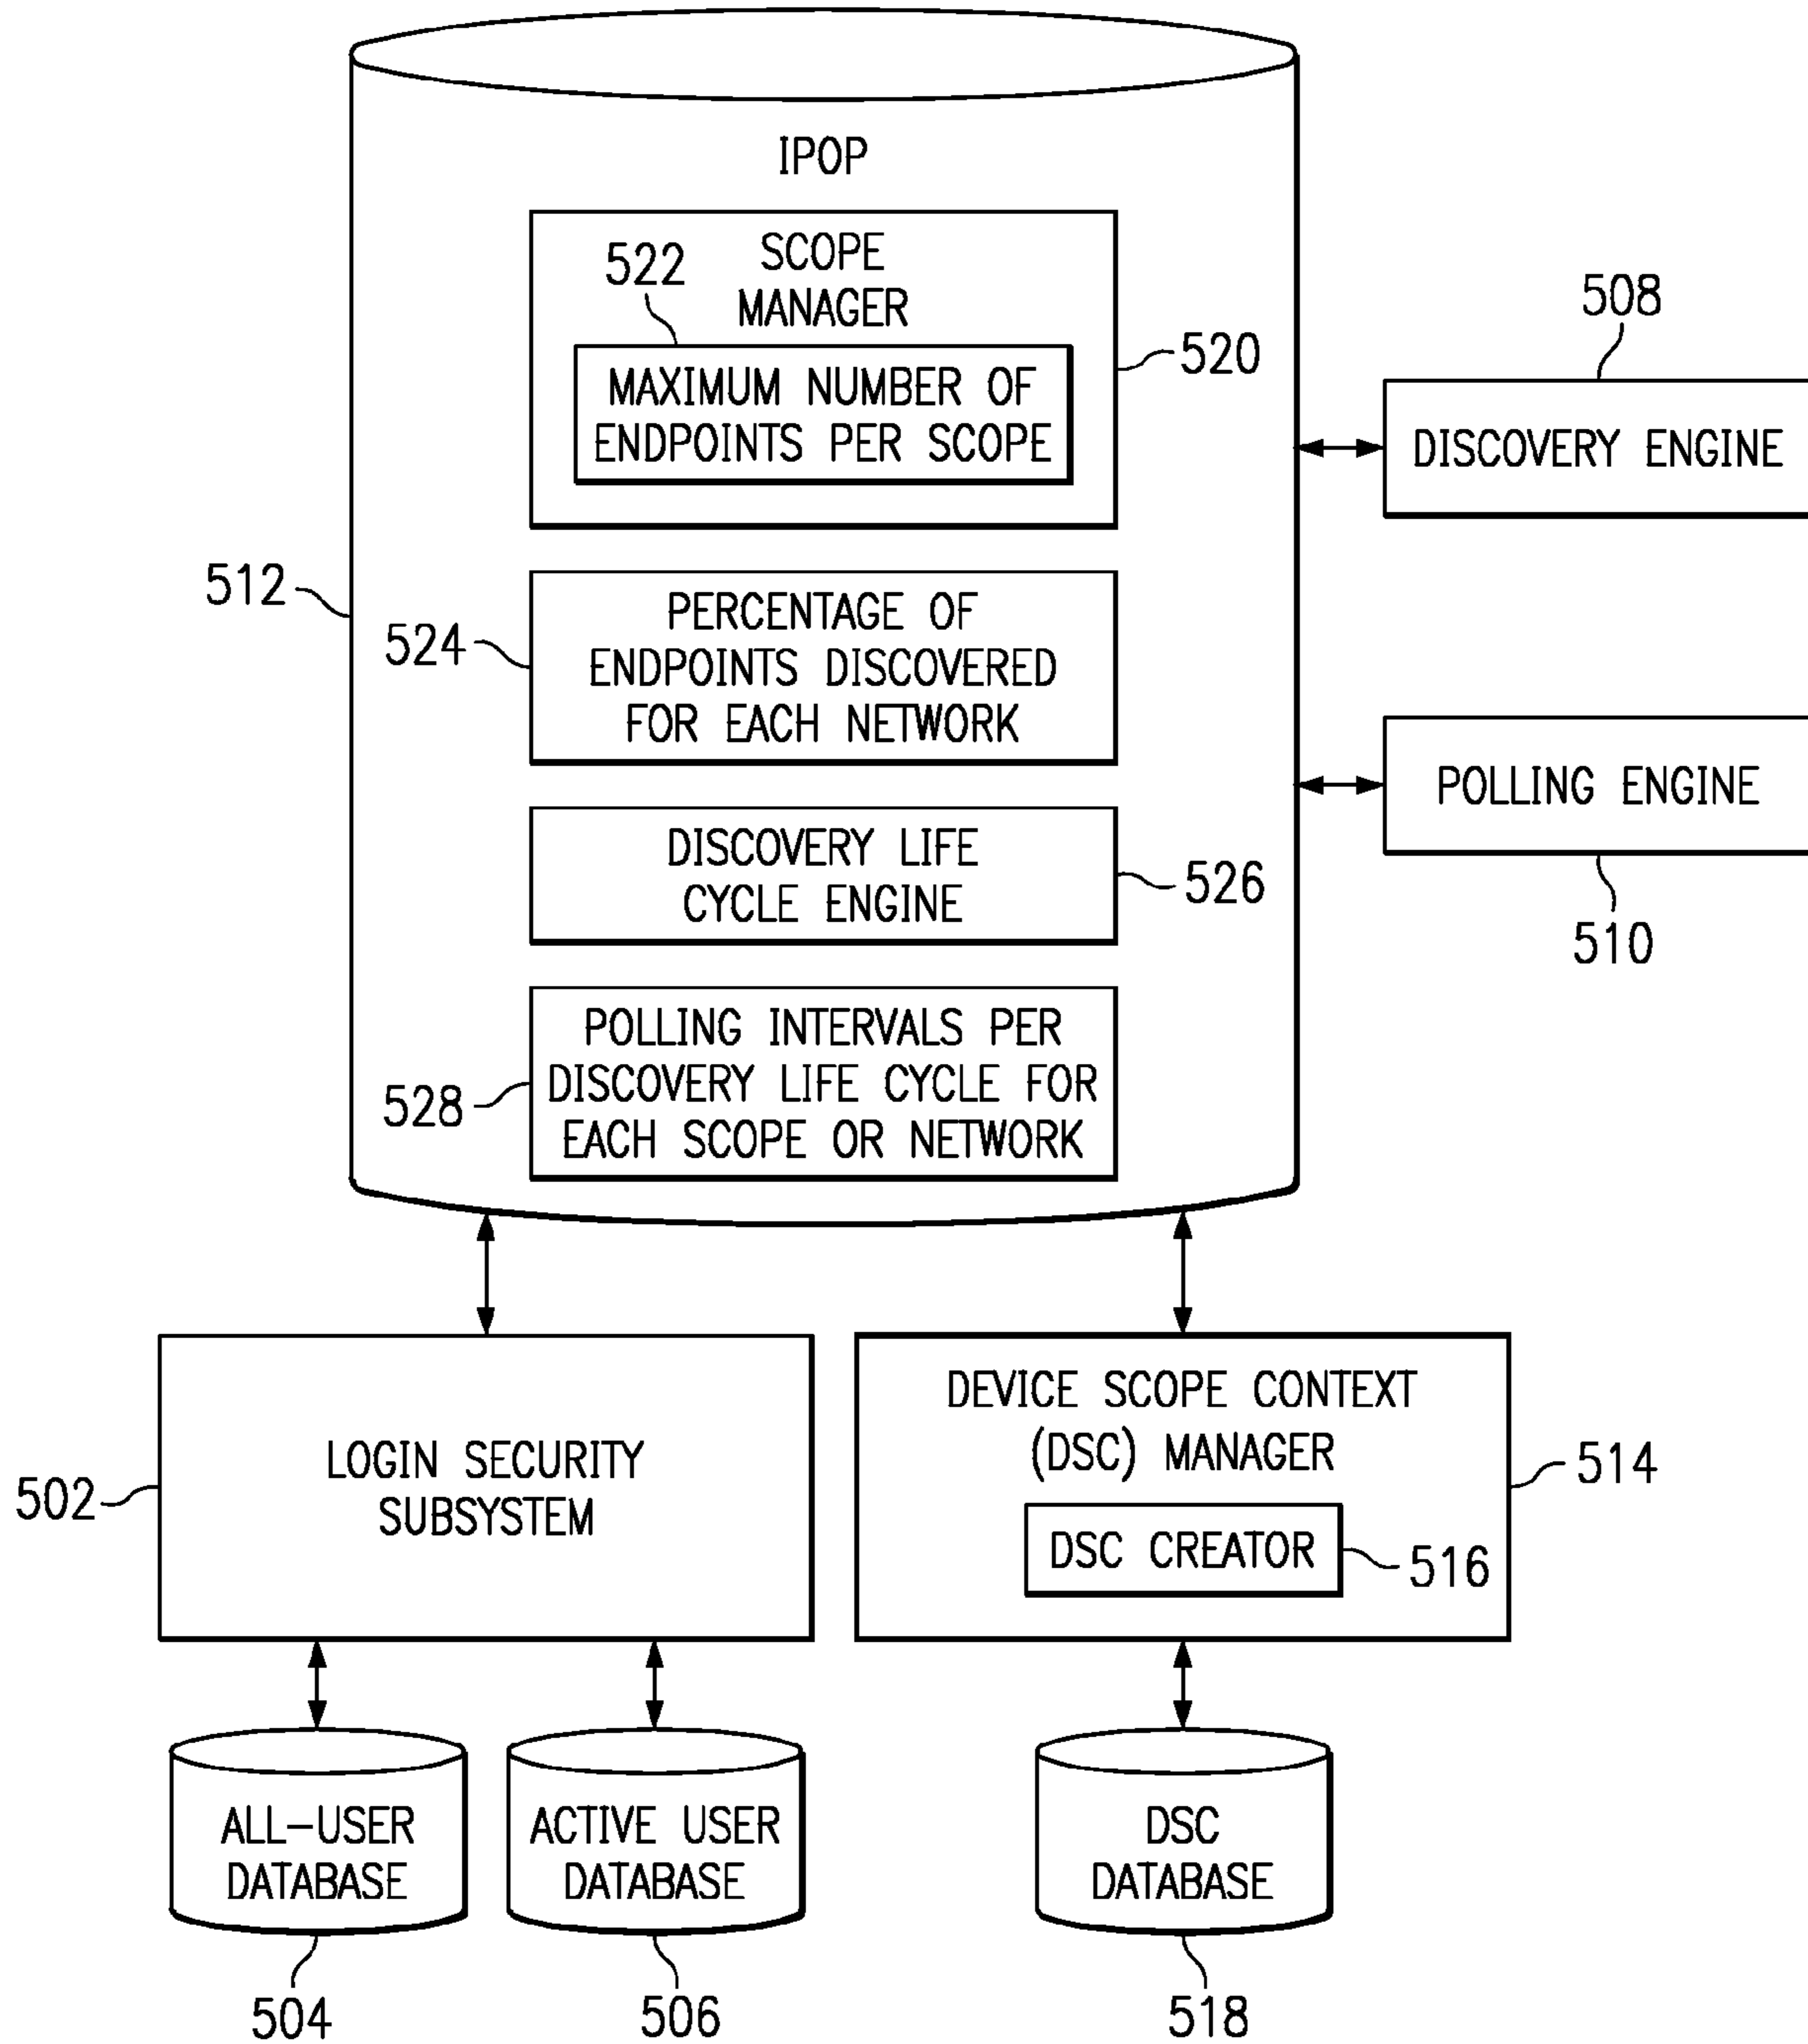 IPOP
SCOPE
MANAGER
522
MAXIMUM NUMBER OF
ENDPOINTS PER SCOPE
520
508
DISCOVERY ENGINE
512
524
PERCENTAGE OF
ENDPOINTS DISCOVERED
FOR EACH NETWORK
POLLING ENGINE
510
DISCOVERY LIFE
CYCLE ENGINE
526
528
POLLING INTERVALS PER
DISCOVERY LIFE CYCLE FOR
EACH SCOPE OR NETWORK
502
LOGIN SECURITY
SUBSYSTEM
DEVICE SCOPE CONTEXT
(DSC) MANAGER
514
DSC CREATOR
516
ALL-USER
DATABASE
504
ACTIVE USER
DATABASE
506
DSC
DATABASE
518